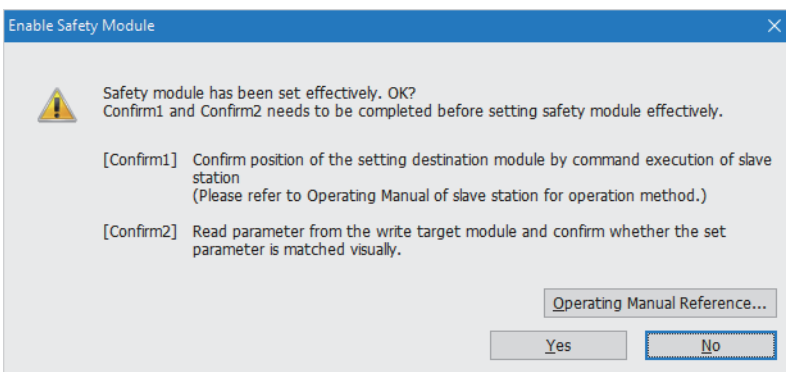 Enable Safety Module
Safety module has been set effectively. OK?
Confirm1 and Confirm2 needs to be completed before setting safety module effectively.
[Confirm1] Confirm position of the setting destination module by command execution of slave
station
(Please refer to Operating Manual of slave station for operation method.)
[Confirm2] Read parameter from the write target module and confirm whether the set
parameter is matched visually.
Operating Manual Reference...
Yes No